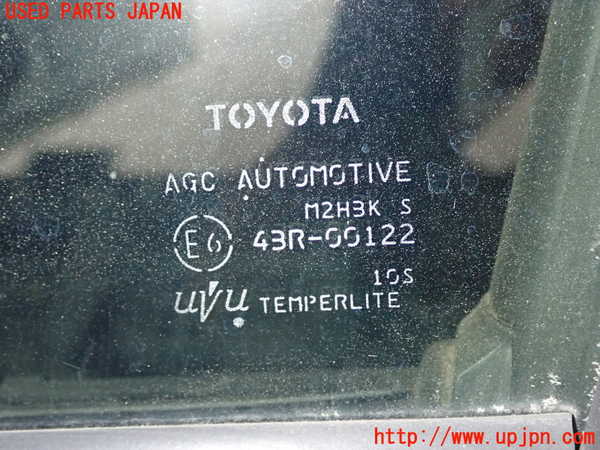 USED PARTS JAPAN
TOYOTA
AGC AUTOMOTIVE
M2H3K S
E6 43R-00122
10S
uvu TEMPERLITE
http://www.upjpn.com